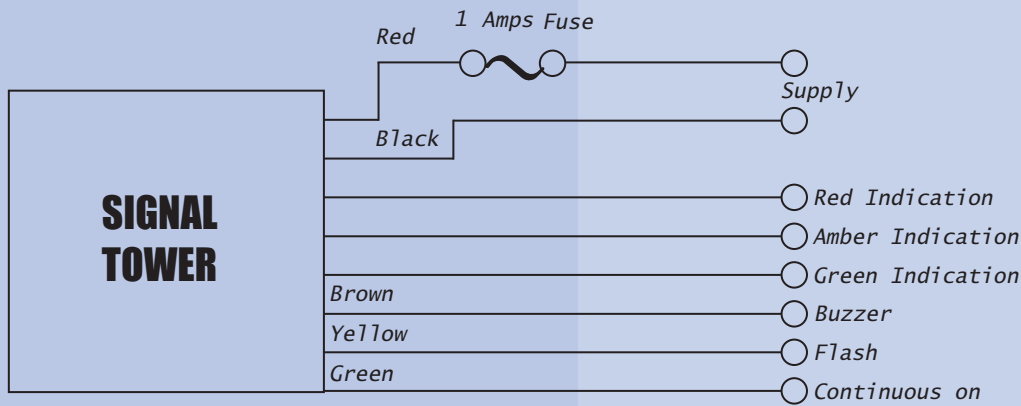 1 Amps Fuse
Red
Supply
Black
SIGNAL
TOWER
Red Indication
Amber Indication
Green Indication
Brown
Buzzer
Yellow
Flash
Green
Continuous on